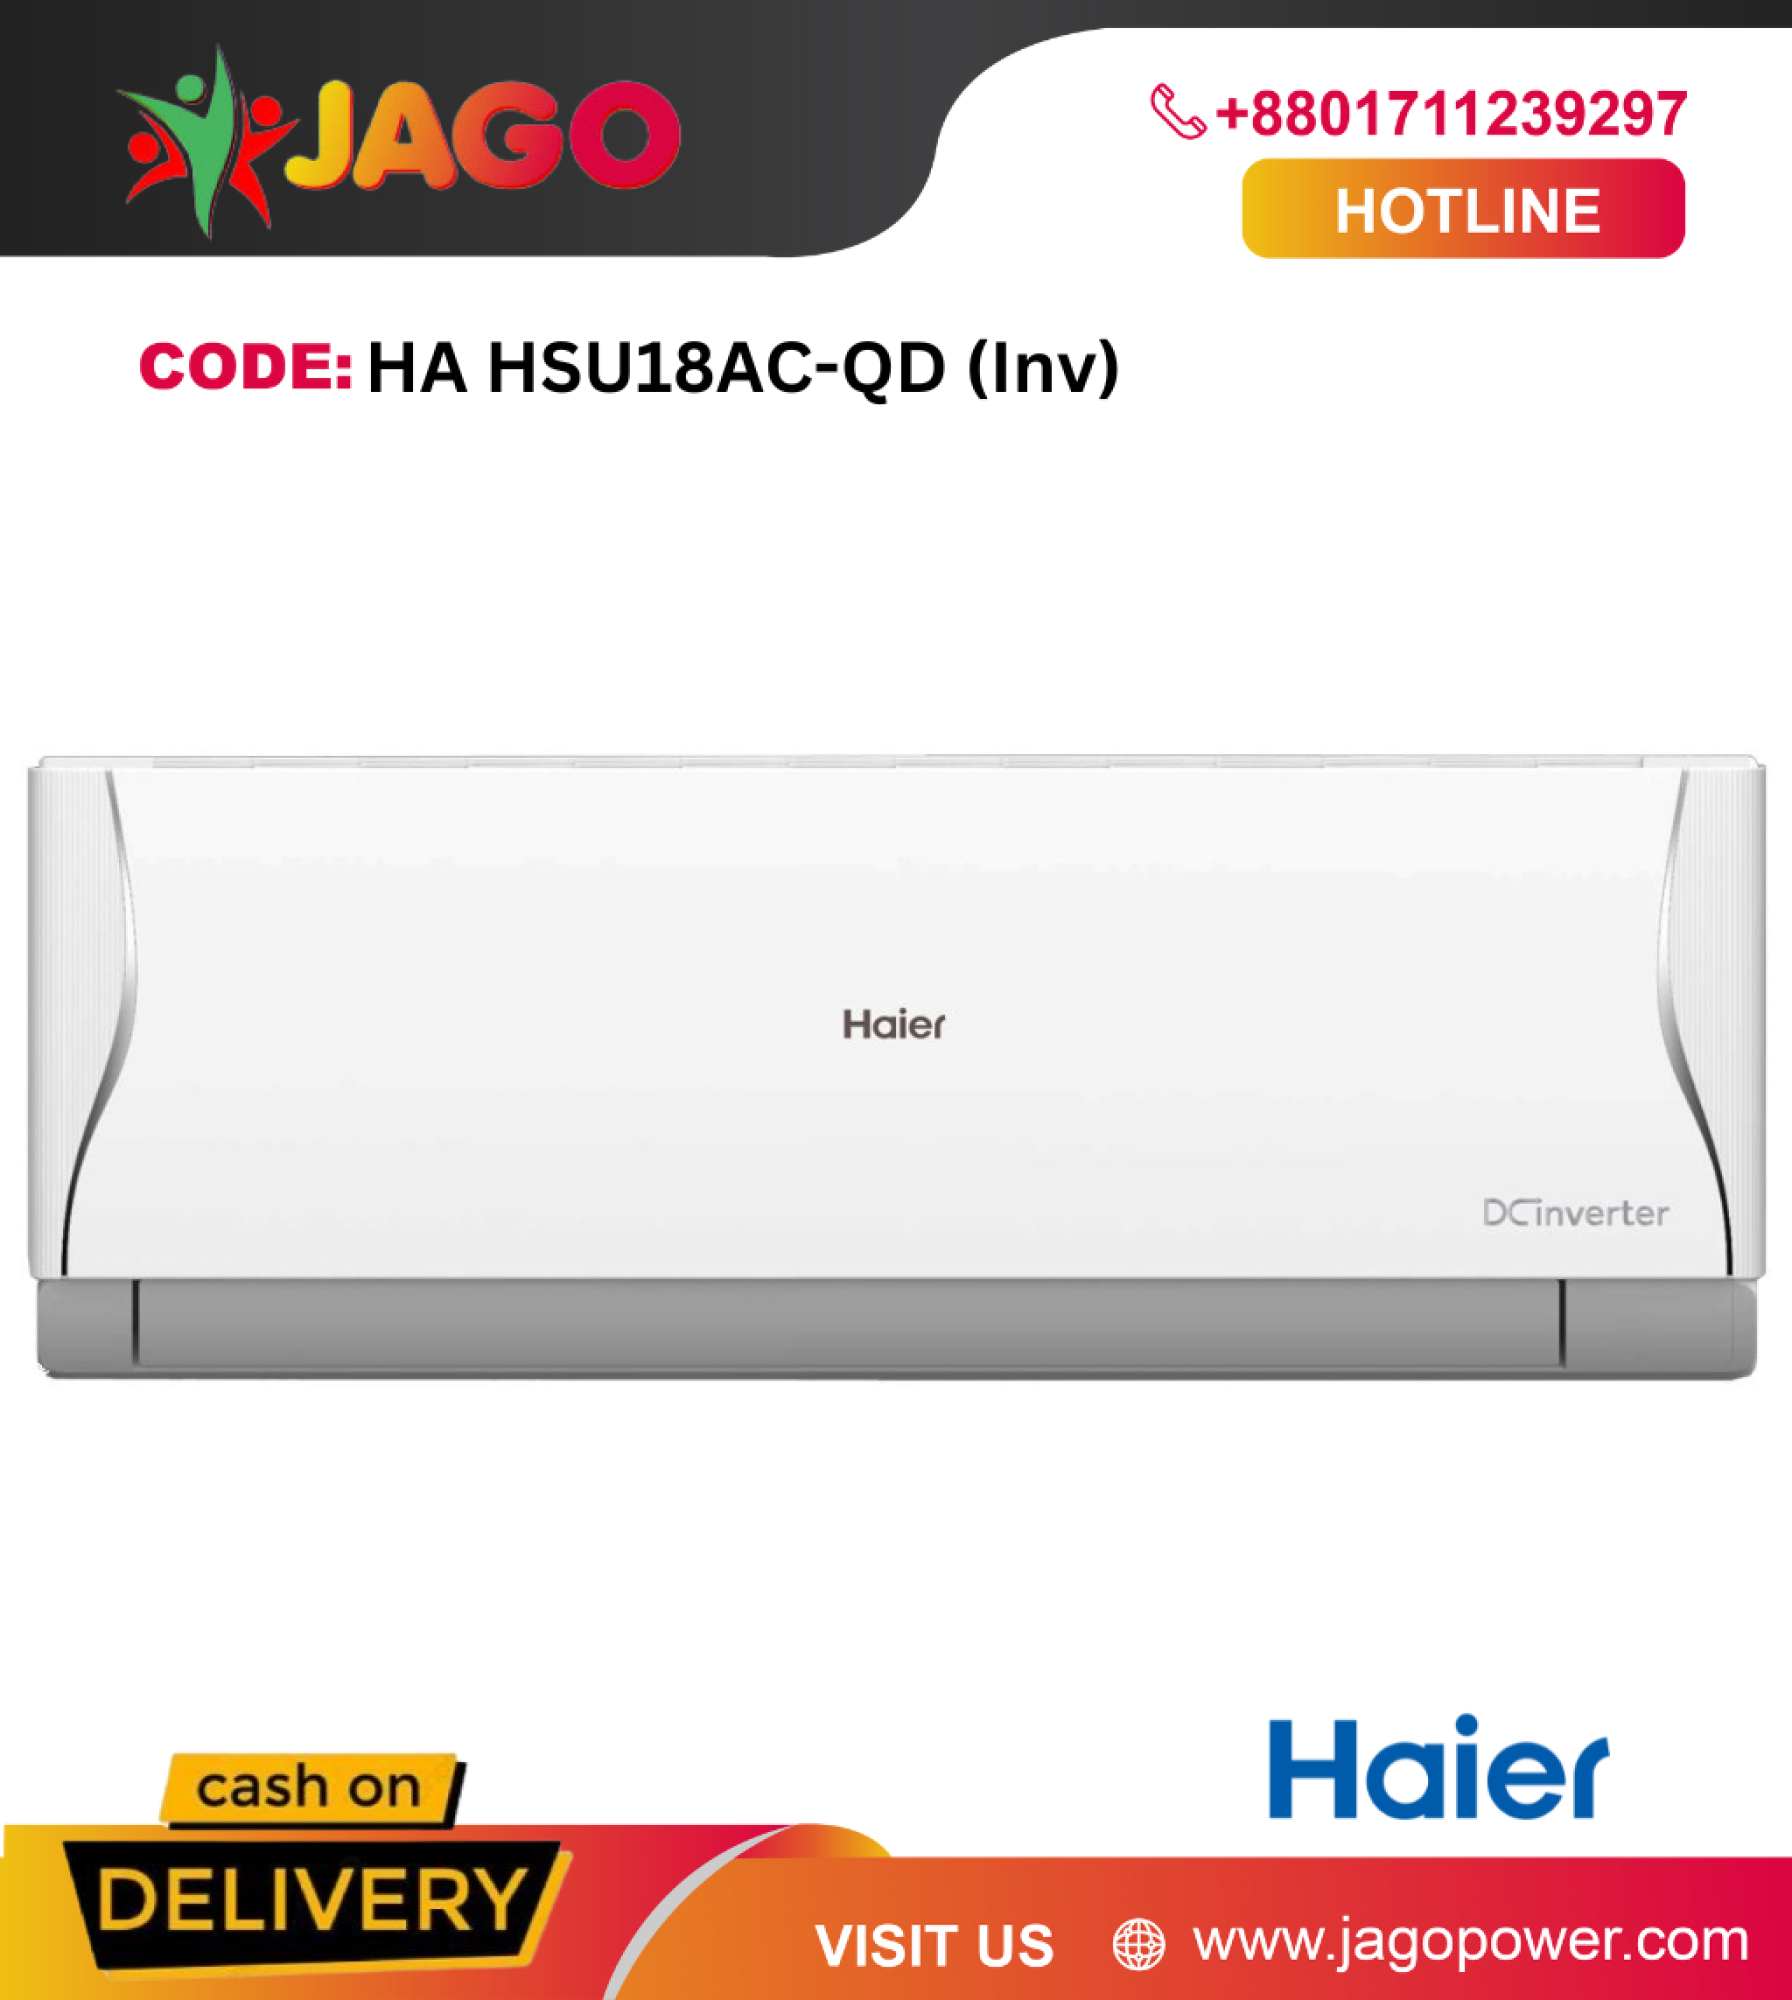 JAGO
+8801711239297
HOTLINE
CODE: HA HSU18AC-QD (Inv)
Haier
DCinverter
Haier
cash on
DELIVERY
VISIT US www.jagopower.com